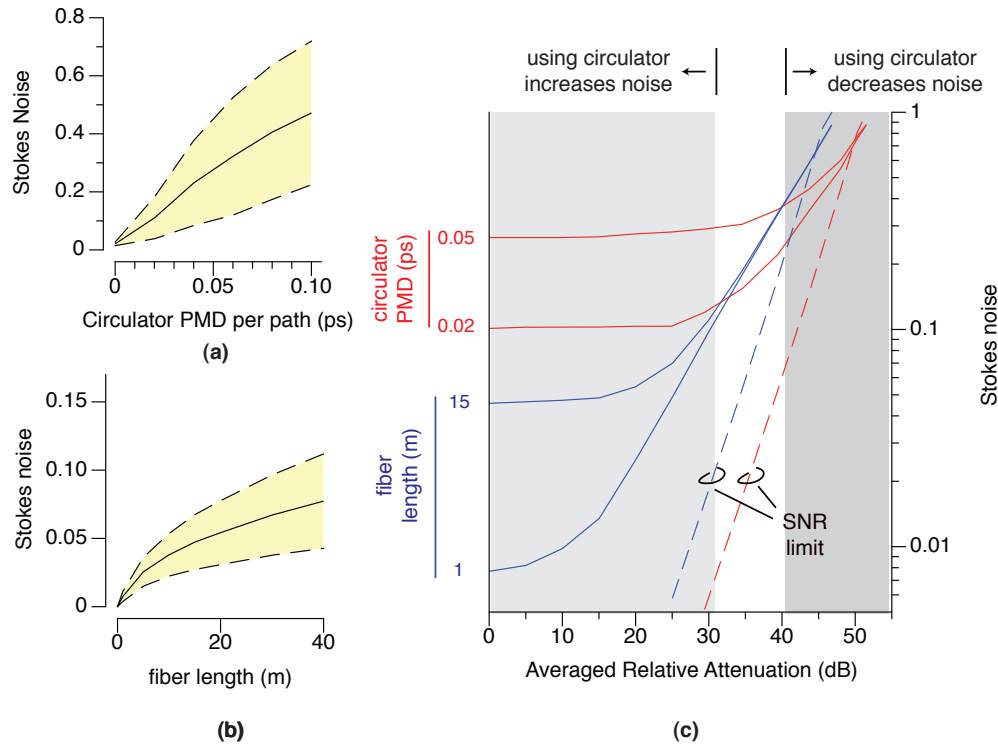 0.8
0.6
0.4
0.2
0
Stokes Noise
0
0.05
0.10
Circulator PMD per path (ps)
(a)
0.15
0.10
0.05
0
Stokes noise
0
20
40
fiber length (m)
(b)
using circulator
increases noise
using circulator
decreases noise
circulator
PMD (ps)
0.05
0.02
fiber
length (m)
15
1
SNR
limit
1
0.1
0.01
Stokes noise
0
10
20
30
40
50
Averaged Relative Attenuation (dB)
(c)